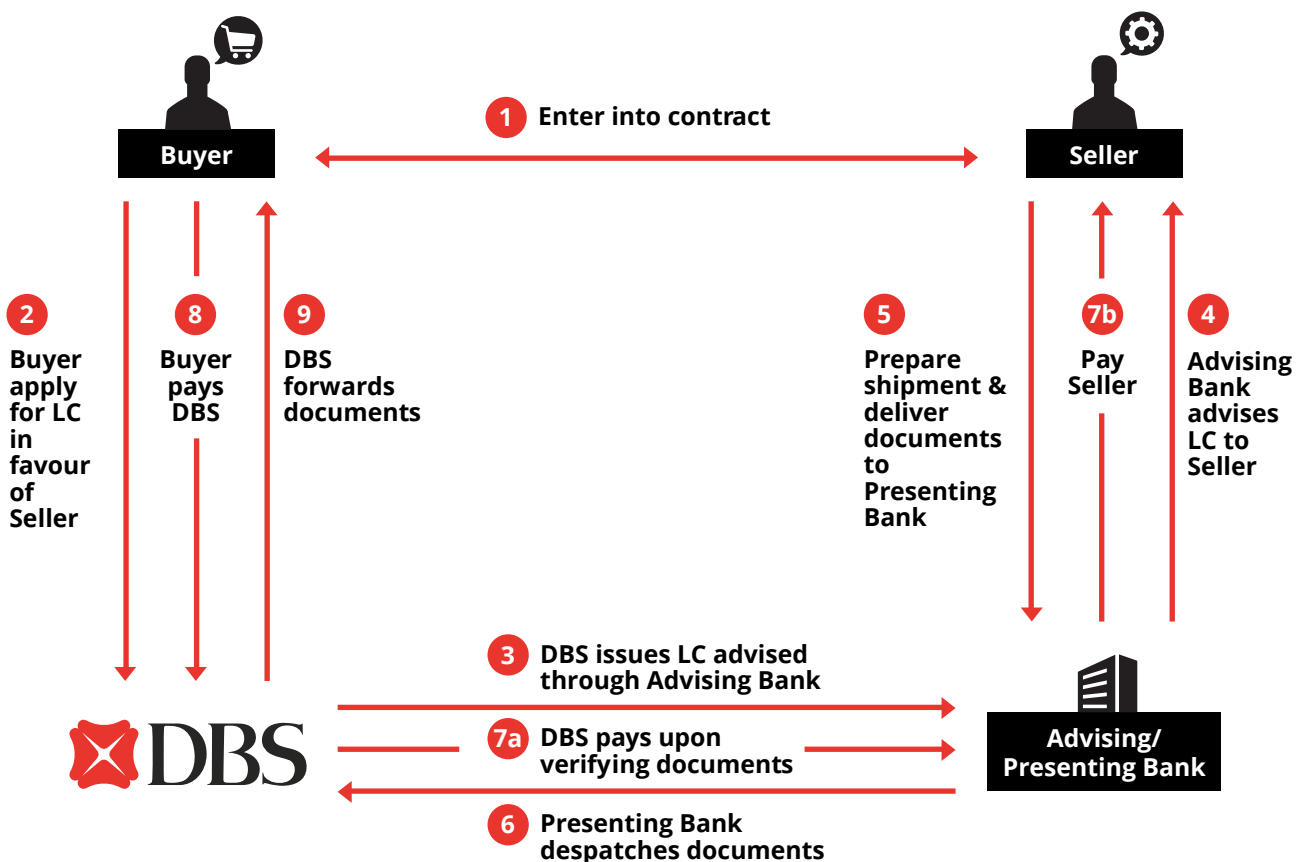 1
Enter into contract
Buyer
Seller
2
Buyer
apply
for LC
in
favour
of
Seller
8
Buyer
pays
DBS
9
DBS
forwards
documents
5
Prepare
shipment &
deliver
documents
to
Presenting
Bank
7b
Pay
Seller
4
Advising
Bank
advises
LC to
Seller
3
DBS issues LC advised
through Advising Bank
7a
DBS pays upon
verifying documents
6
Presenting Bank
despatches documents
DBS
Advising/
Presenting Bank